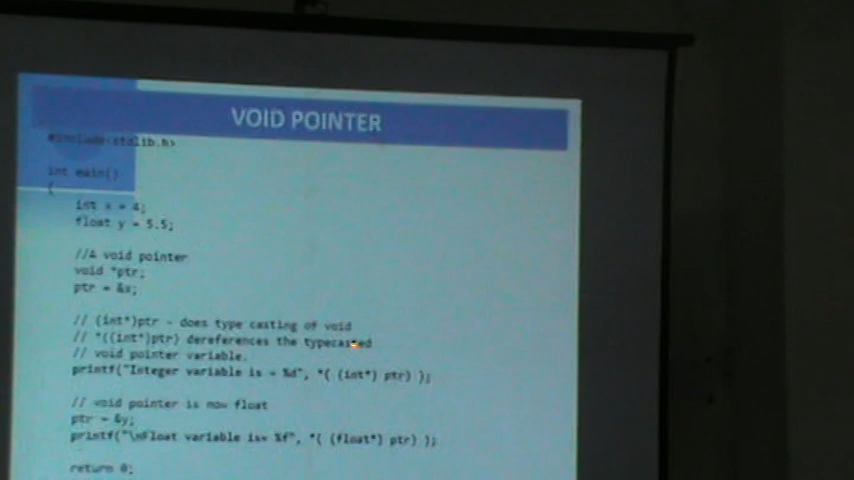 VOID POINTER
#include<stdlib.h>
int main()
{
int x = 4;
float y = 5.5;
//A void pointer
void *ptr;
ptr = &x;
// (int*)ptr - does type casting of void
// *((int*)ptr) dereferences the typecasted
// void pointer variable.
printf("Integer variable is = %d", *( (int*) ptr) );
// void pointer is now float
ptr = &y;
printf("\nFloat variable is= %f", *( (float*) ptr) );
return 0;